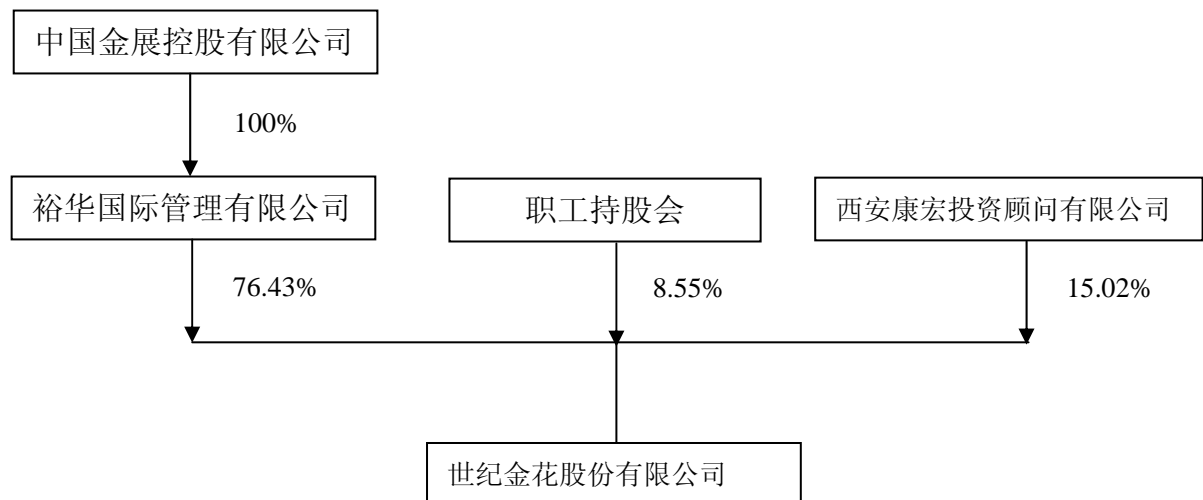 中国金展控股有限公司
100%
裕华国际管理有限公司
职工持股会
西安康宏投资顾问有限公司
76.43%
8.55%
15.02%
世纪金花股份有限公司